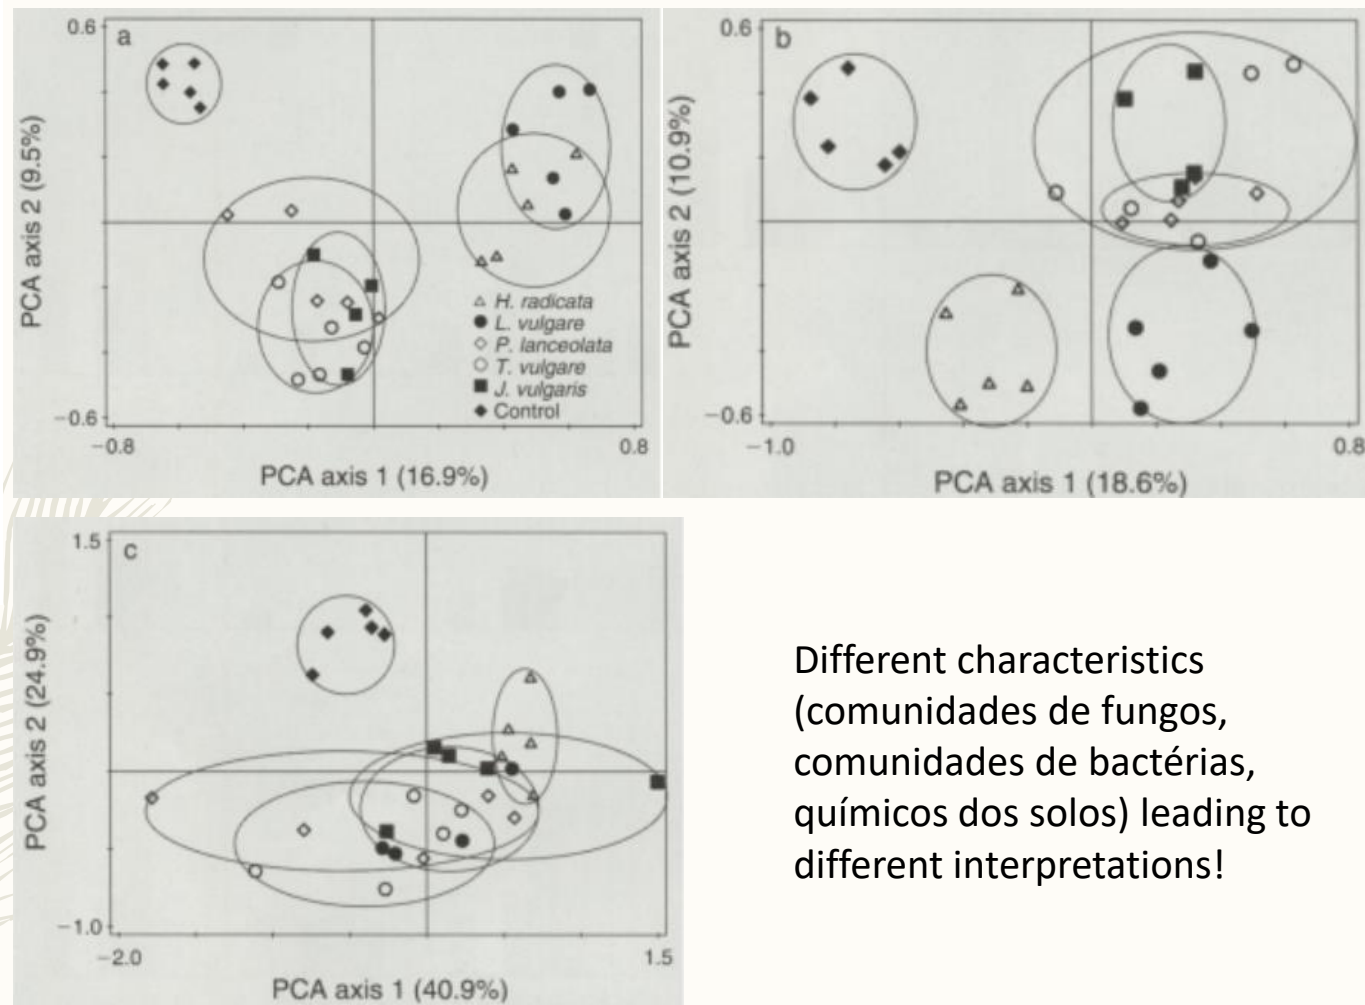 a
0.6
PCA axis 2 (9.5%)
−0.6
−0.8
0.8
PCA axis 1 (16.9%)
H. radicata
L. vulgare
P. lanceolata
T. vulgare
J. vulgaris
Control
b
0.6
PCA axis 2 (10.9%)
−0.6
−1.0
0.8
PCA axis 1 (18.6%)
c
1.5
PCA axis 2 (24.9%)
−1.0
−2.0
1.5
PCA axis 1 (40.9%)
Different characteristics
(comunidades de fungos,
comunidades de bactérias,
químicos dos solos) leading to
different interpretations!